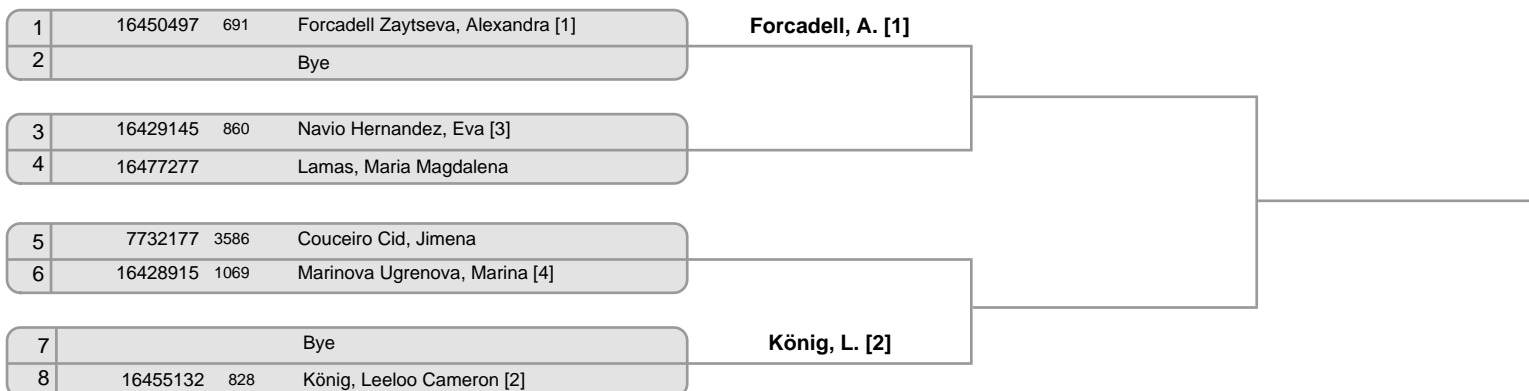 1 16450497 691 Forcadell Zaytseva, Alexandra [1]
Forcadell, A. [1]
2 Bye
3 16429145 860 Navio Hernandez, Eva [3]
4 16477277 Lamas, Maria Magdalena
5 7732177 3586 Couceiro Cid, Jimena
6 16428915 1069 Marinova Ugrenova, Marina [4]
7 Bye
König, L. [2]
8 16455132 828 König, Leeloo Cameron [2]